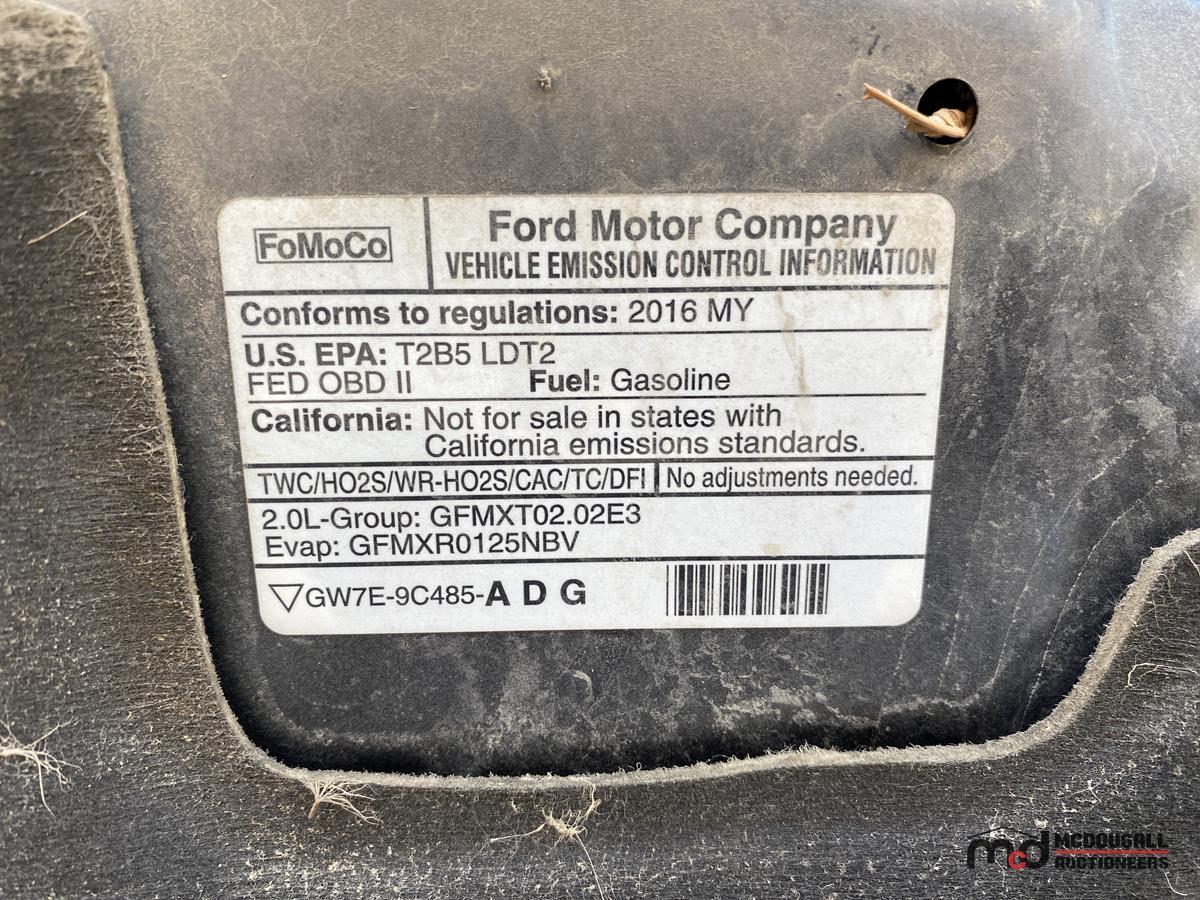 FoMoCo
Ford Motor Company
VEHICLE EMISSION CONTROL INFORMATION
Conforms to regulations: 2016 MY
U.S. EPA: T2B5 LDT2
FED OBD II Fuel: Gasoline
California: Not for sale in states with
California emissions standards.
TWC/HO2S/WR-HO2S/CAC/TC/DFI No adjustments needed.
2.0L-Group: GFMXT02.02E3
Evap: GFMXR0125NBV
GW7E-9C485-A D G
mcd MCDOUGALL
AUCTIONEERS